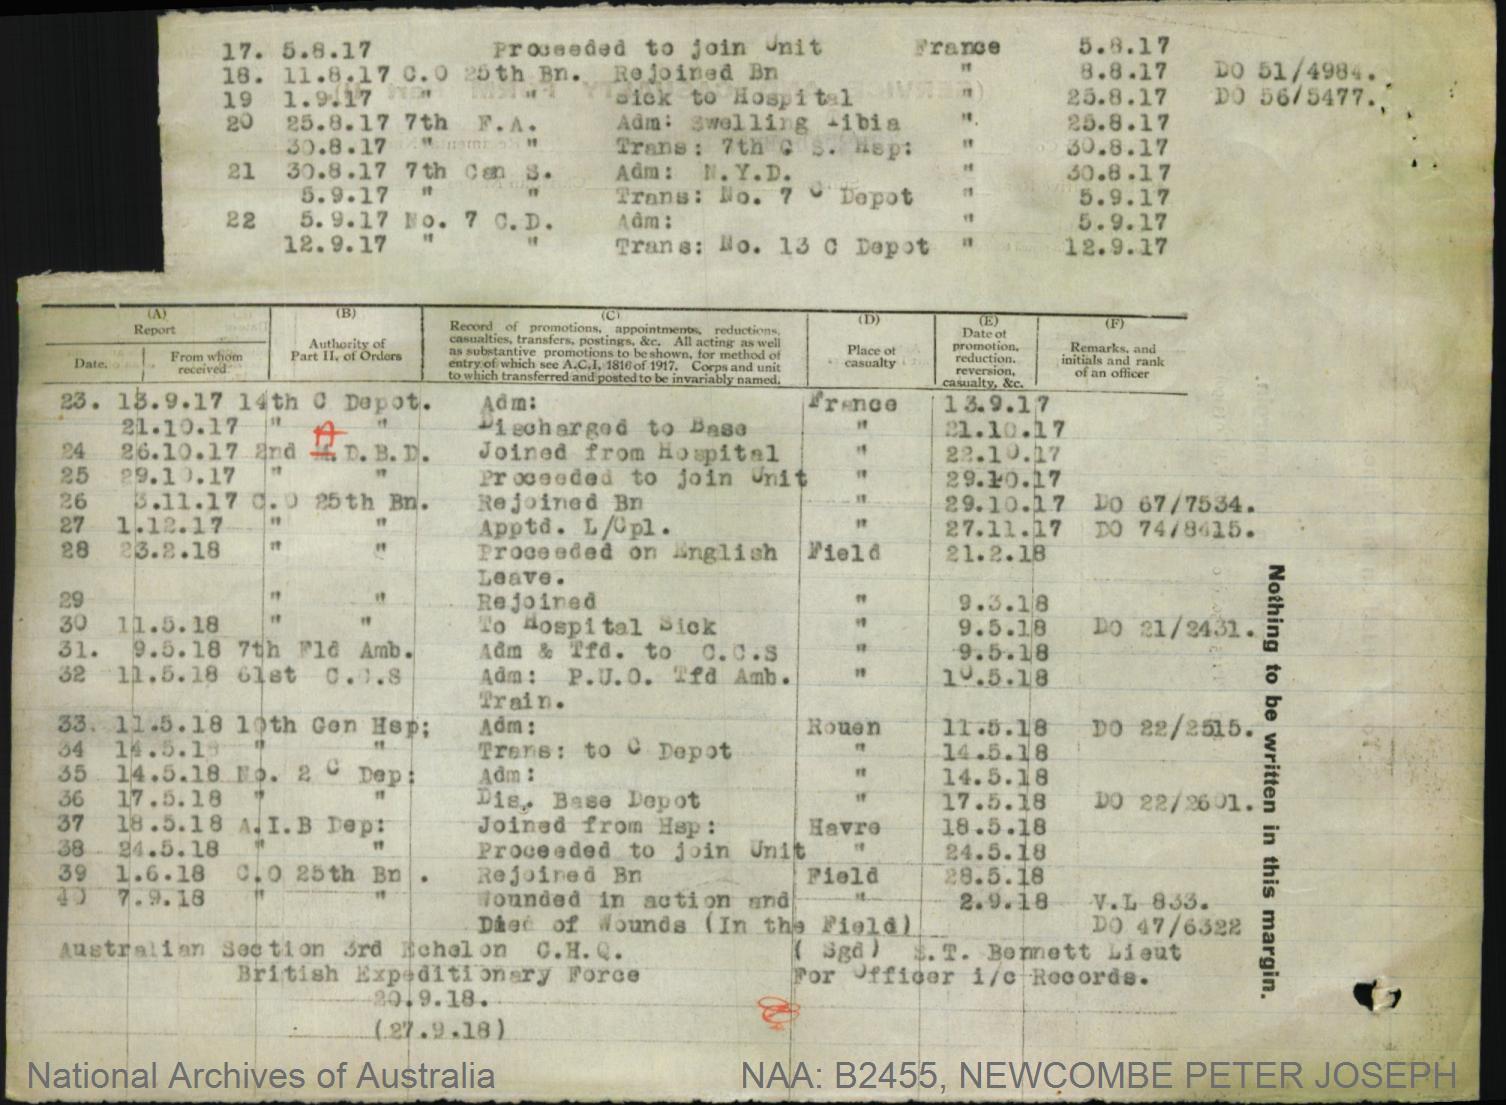 17. 5.8.17 Proceeded to join Unit France 5.8.17
18. 11.8.17 C.O 25th Bn. Rejoined Bn " 8.8.17 DO 51/4984.
19 1.9.17 " " Sick to Hospital " 25.8.17 DO 56/5477.
20 25.8.17 7th F.A. Adm: Swelling Tibia " 25.8.17
30.8.17 " " Trans: 7th C S. Hsp: " 30.8.17
21 30.8.17 7th Can S. Adm: N.Y.D. " 30.8.17
5.9.17 " " Trans: No. 7 C Depot " 5.9.17
22 5.9.17 No. 7 C.D. Adm: " 5.9.17
12.9.17 " " Trans: No. 13 C Depot " 12.9.17
(A) (B) (C) (D) (E) (F)
Report
Date. From whom received
Authority of Part II. of Orders
Record of promotions, appointments, reductions,
casualties, transfers, postings, &c. All acting as well
as substantive promotions to be shown, for method of
entry of which see A.C.I, 1816 of 1917. Corps and unit
to which transferred and posted to be invariably named.
Place of casualty
Date of promotion, reduction, reversion, casualty, &c.
Remarks, and initials and rank of an officer
23. 13.9.17 14th C Depot. Adm: France 13.9.17
21.10.17 " " Discharged to Base " 21.10.17
A
24 26.10.17 2nd .D.B.D. Joined from Hospital " 22.10.17
25 29.10.17 " " Proceeded to join Unit " 29.10.17
26 3.11.17 C.O 25th Bn. Rejoined Bn " 29.10.17 DO 67/7534.
27 1.12.17 " " Apptd. L/Cpl. " 27.11.17 DO 74/8415.
28 23.2.18 " " Proceeded on English Field 21.2.18
Leave.
29 " " Rejoined " 9.3.18
30 11.5.18 " " To Hospital Sick " 9.5.18 DO 21/2431.
31. 9.5.18 7th Fld Amb. Adm & Tfd. to C.C.S " 9.5.18
32 11.5.18 61st C.C.S Adm: P.U.O. Tfd Amb. " 10.5.18
Train.
33. 11.5.18 10th Gen Hsp; Adm: Rouen 11.5.18 DO 22/2515.
34 14.5.18 " " Trans: to C Depot " 14.5.18
35 14.5.18 No. 2 C Dep: Adm: " 14.5.18
36 17.5.18 " " Dis. Base Depot " 17.5.18 DO 22/2601.
37 18.5.18 A.I.B Dep: Joined from Hsp: Havre 18.5.18
38 24.5.18 " " Proceeded to join Unit " 24.5.18
39 1.6.18 C.O 25th Bn . Rejoined Bn Field 28.5.18
40 7.9.18 " " Wounded in action and " 2.9.18 V.L 833.
Died of Wounds (In the Field) DO 47/6322
Australian Section 3rd Echelon G.H.Q. ( Sgd) S.T. Bennett Lieut
British Expeditionary Force For Officer i/c Records.
20.9.18.
(27.9.18)
Nothing to be written in this margin.
National Archives of Australia NAA: B2455, NEWCOMBE PETER JOSEPH